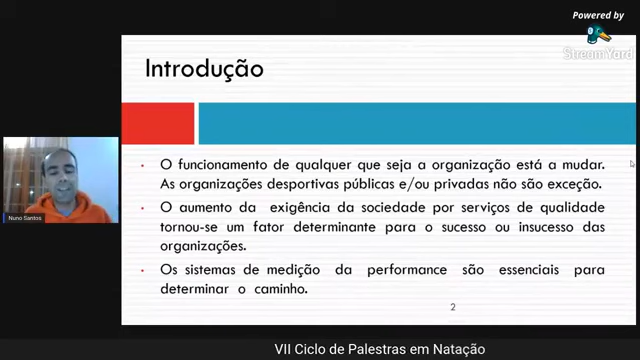 Powered by
StreamYard
Introdução
• O funcionamento de qualquer que seja a organização está a mudar.
As organizações desportivas públicas e/ou privadas não são exceção.
• O aumento da exigência da sociedade por serviços de qualidade
tornou-se um fator determinante para o sucesso ou insucesso das
organizações.
• Os sistemas de medição da performance são essenciais para
determinar o caminho.
2
Nuno Santos
VII Ciclo de Palestras em Natação